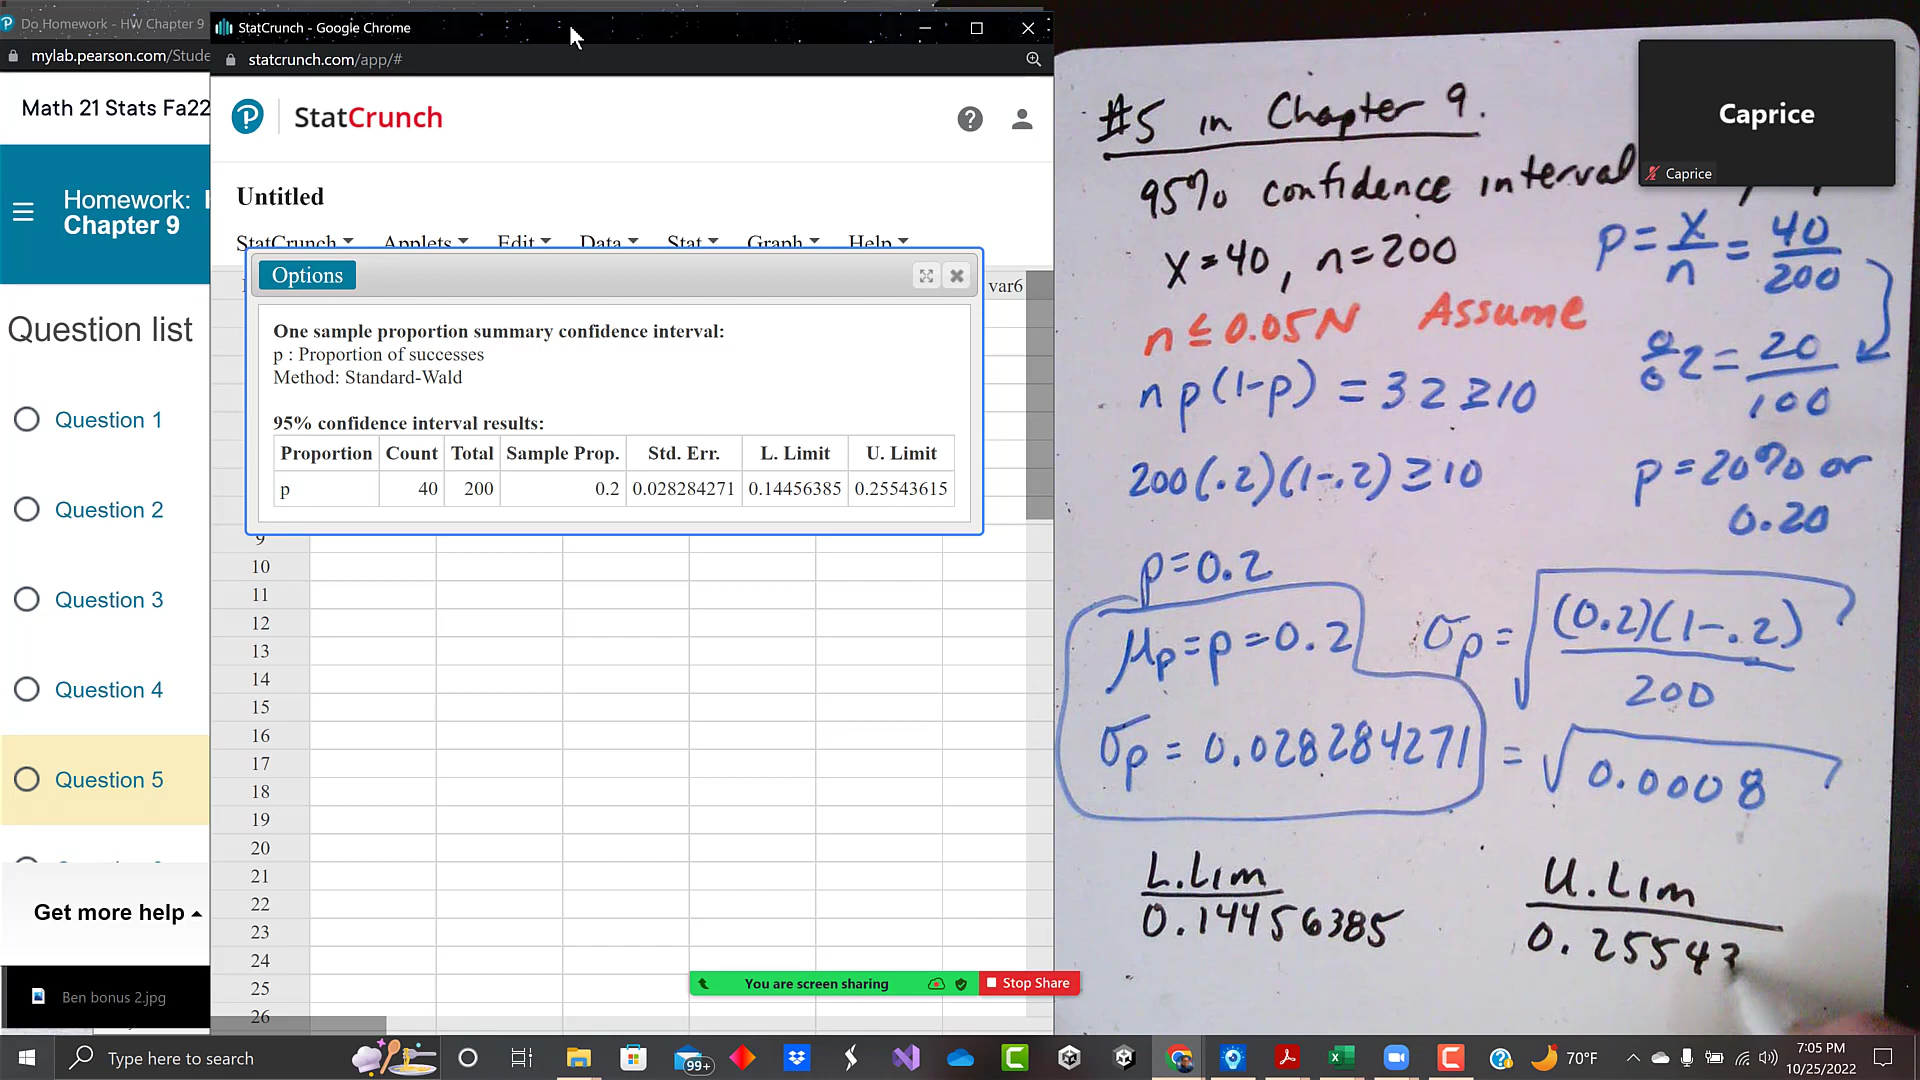 Do Homework - HW Chapter 9
mylab.pearson.com/Stude
Math 21 Stats Fa22
Homework:
Chapter 9
Question list
Question 1
Question 2
Question 3
Question 4
Question 5
Get more help
Ben bonus 2.jpg
StatCrunch - Google Chrome
statcrunch.com/app/#
StatCrunch
Untitled
StatCrunch Applets Edit Data Stat Graph Help
var6
Options
One sample proportion summary confidence interval:
p : Proportion of successes
Method: Standard-Wald
95% confidence interval results:
Proportion Count Total Sample Prop. Std. Err. L. Limit U. Limit
p 40 200 0.2 0.028284271 0.14456385 0.25543615
9
10
11
12
13
14
15
16
17
18
19
20
21
22
23
24
25
26
You are screen sharing Stop Share
#5 in Chapter 9.
95% confidence interval
x=40, n=200
p=x/n=40/200
n≤0.05N Assume
%=20/100
np(1-p)=32≥10
200(.2)(1-.2)≥10
p=20% or
0.20
p=0.2
μp=p=0.2
σp=√(0.2)(1-.2)/200
σp=0.028284271 =√0.0008
L.Lim
0.14456385
U.Lim
0.2554
Caprice
Caprice
Type here to search
99+
70°F
7:05 PM
10/25/2022